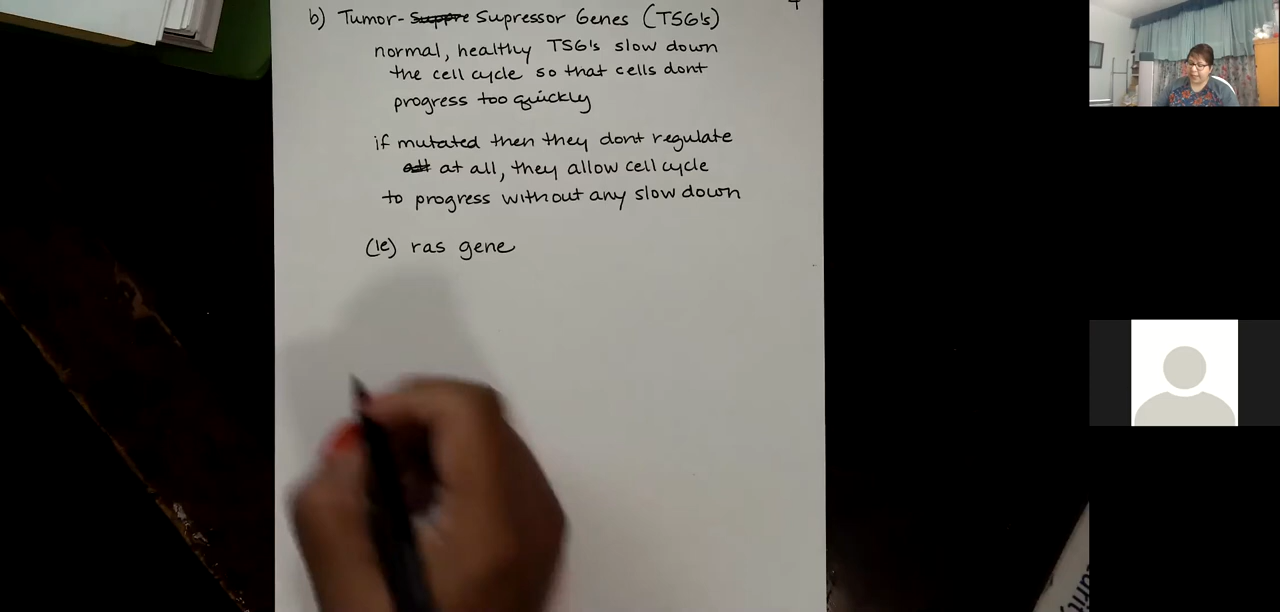 b) Tumor- Suppre Supressor Genes (TSG's)
normal, healthy TSG's slow down
the cell cycle so that cells dont
progress too quickly
if mutated then they dont regulate
at all, they allow cell cycle
to progress without any slow down
(ie) ras gene